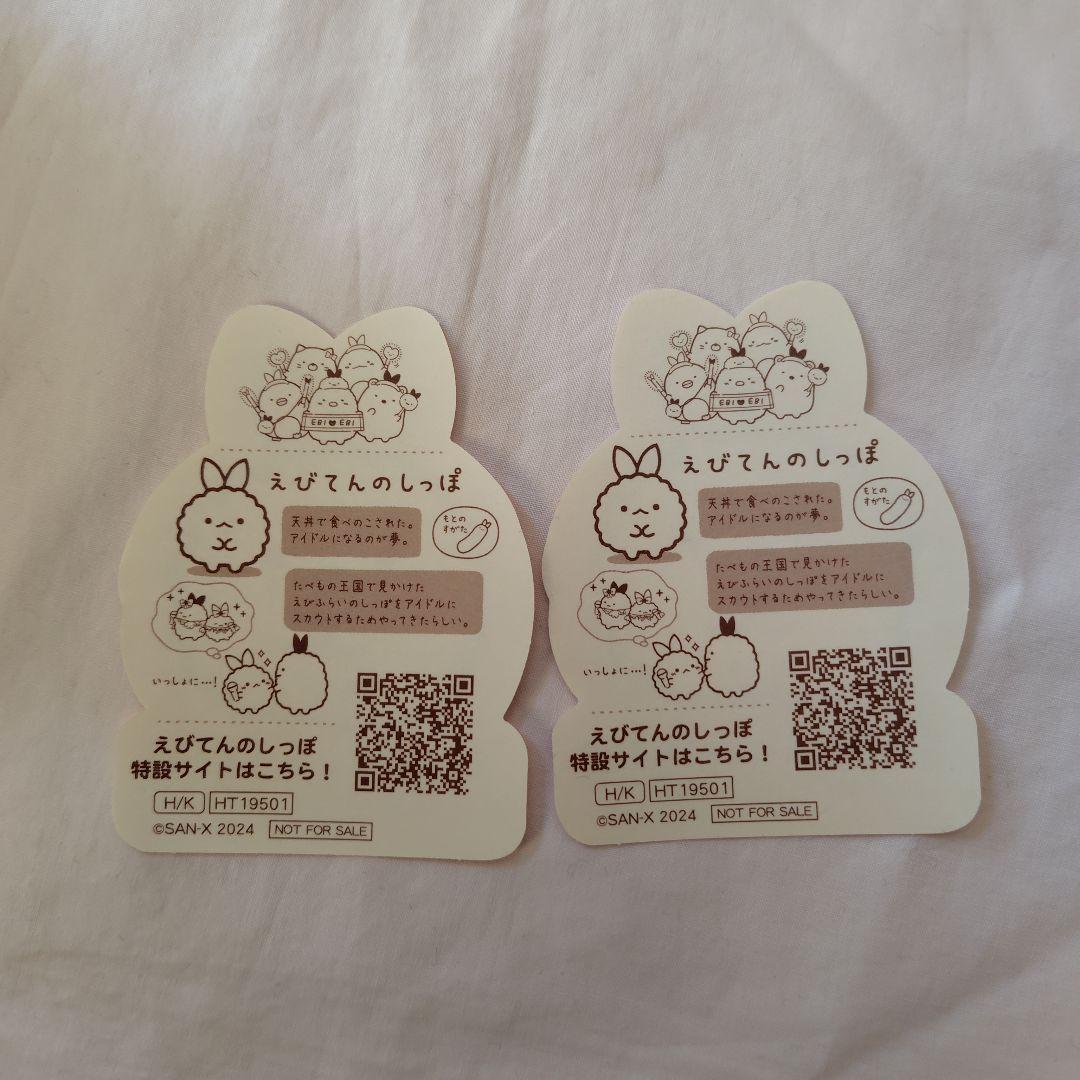 EBI♥EBI
えびてんのしっぽ
天丼で食べのこされた。
アイドルになるのが夢。
もとの
すがた
たべもの王国で見かけた
えびふらいのしっぽをアイドルに
スカウトするためやってきたらしい。
いっしょに…!
えびてんのしっぽ
特設サイトはこちら!
H/K HT19501
©SAN-X 2024 NOT FOR SALE
EBI♥EBI
えびてんのしっぽ
天丼で食べのこされた。
アイドルになるのが夢。
もとの
すがた
たべもの王国で見かけた
えびふらいのしっぽをアイドルに
スカウトするためやってきたらしい。
いっしょに…!
えびてんのしっぽ
特設サイトはこちら!
H/K HT19501
©SAN-X 2024 NOT FOR SALE